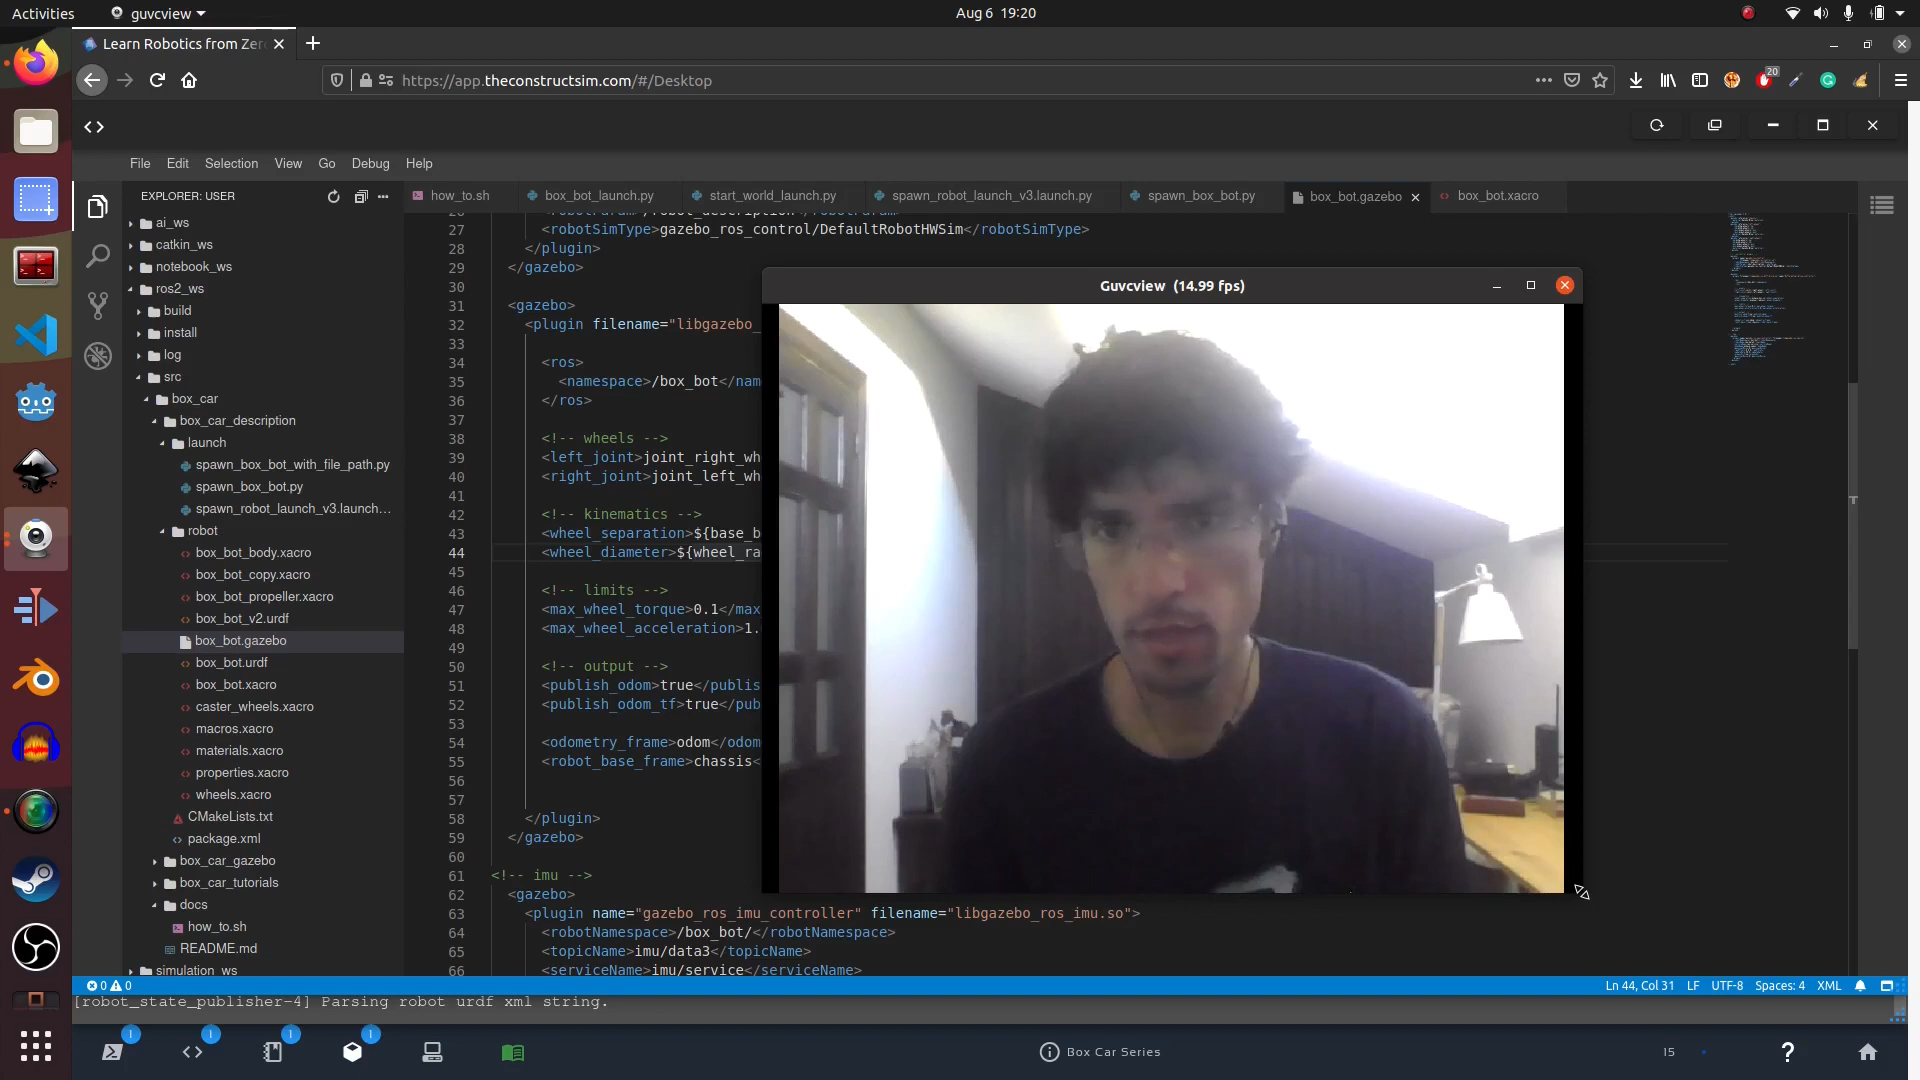 Activities
guvcview
Aug 6 19:20
Learn Robotics from Zer
https://app.theconstructsim.com/#/Desktop
20
File Edit Selection View Go Debug Help
EXPLORER: USER
how_to.sh
box_bot_launch.py
start_world_launch.py
spawn_robot_launch_v3.launch.py
spawn_box_bot.py
box_bot.gazebo
box_bot.xacro
ai_ws
catkin_ws
notebook_ws
ros2_ws
build
install
log
src
box_car
box_car_description
launch
spawn_box_bot_with_file_path.py
spawn_box_bot.py
spawn_robot_launch_v3.launch...
robot
box_bot_body.xacro
box_bot_copy.xacro
box_bot_propeller.xacro
box_bot_v2.urdf
box_bot.gazebo
box_bot.urdf
box_bot.xacro
caster_wheels.xacro
macros.xacro
materials.xacro
properties.xacro
wheels.xacro
CMakeLists.txt
package.xml
box_car_gazebo
box_car_tutorials
docs
how_to.sh
README.md
simulation_ws
27 <robotSimType>gazebo_ros_control/DefaultRobotHWSim</robotSimType>
28 </plugin>
29 </gazebo>
30
31 <gazebo>
32 <plugin filename="libgazebo_
33
34 <ros>
35 <namespace>/box_bot</nam
36 </ros>
37
38 <!-- wheels -->
39 <left_joint>joint_right_wh
40 <right_joint>joint_left_wh
41
42 <!-- kinematics -->
43 <wheel_separation>${base_b
44 <wheel_diameter>${wheel_ra
45
46 <!-- limits -->
47 <max_wheel_torque>0.1</max
48 <max_wheel_acceleration>1.
49
50 <!-- output -->
51 <publish_odom>true</publis
52 <publish_odom_tf>true</pub
53
54 <odometry_frame>odom</odom
55 <robot_base_frame>chassis<
56
57
58 </plugin>
59 </gazebo>
60
61 <!-- imu -->
62 <gazebo>
63 <plugin name="gazebo_ros_imu_controller" filename="libgazebo_ros_imu.so">
64 <robotNamespace>/box_bot/</robotNamespace>
65 <topicName>imu/data3</topicName>
66 <serviceName>imu/service</serviceName>
Guvcview (14.99 fps)
0 0
Ln 44, Col 31 LF UTF-8 Spaces: 4 XML
[robot_state_publisher-4] Parsing robot urdf xml string.
1 1 1 1
Box Car Series
15